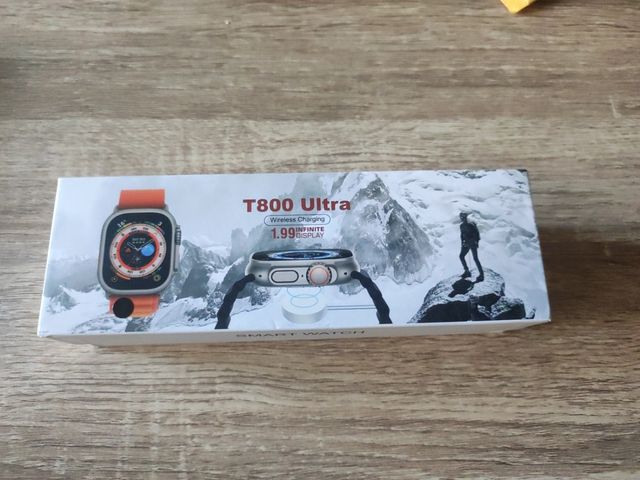 T800 Ultra
Wireless Charging
1.99 INFINITE DISPLAY
SMART WATCH